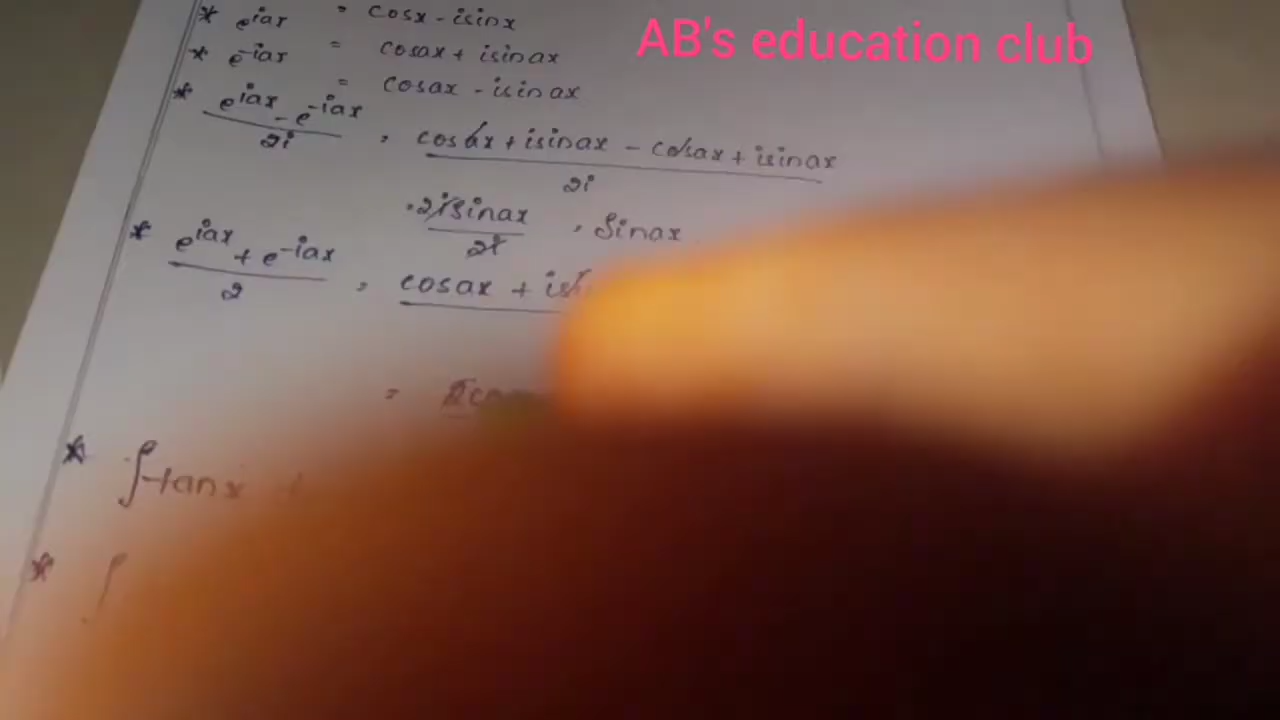 AB's education club
= cosx - isinx
* e^iax = cosax + isinax
* e^-iax = cosax - isinax
* e^iax - e^-iax / 2i = cosax + isinax - cosax + isinax / 2i
= 2isinax / 2i = Sinax
* e^iax + e^-iax / 2 = cosax +
=
* ∫tanx
* ∫